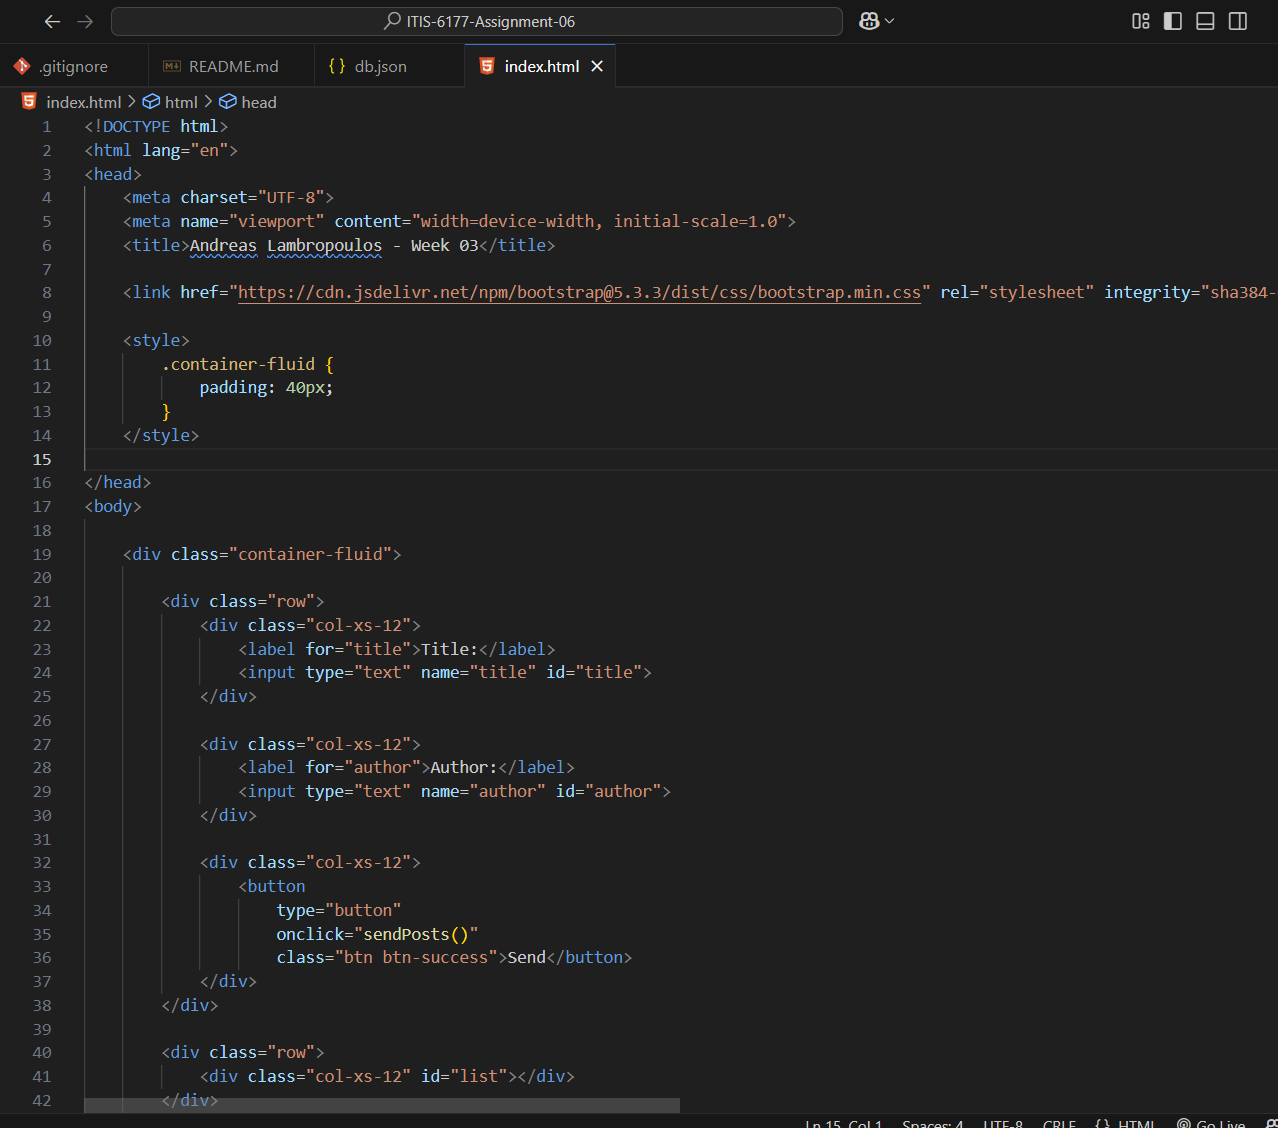 ITIS-6177-Assignment-06
.gitignore README.md db.json index.html
index.html > html > head
1 <!DOCTYPE html>
2 <html lang="en">
3 <head>
4 <meta charset="UTF-8">
5 <meta name="viewport" content="width=device-width, initial-scale=1.0">
6 <title>Andreas Lambropoulos - Week 03</title>
7
8 <link href="https://cdn.jsdelivr.net/npm/bootstrap@5.3.3/dist/css/bootstrap.min.css" rel="stylesheet" integrity="sha384-
9
10 <style>
11 .container-fluid {
12 padding: 40px;
13 }
14 </style>
15
16 </head>
17 <body>
18
19 <div class="container-fluid">
20
21 <div class="row">
22 <div class="col-xs-12">
23 <label for="title">Title:</label>
24 <input type="text" name="title" id="title">
25 </div>
26
27 <div class="col-xs-12">
28 <label for="author">Author:</label>
29 <input type="text" name="author" id="author">
30 </div>
31
32 <div class="col-xs-12">
33 <button
34 type="button"
35 onclick="sendPosts()"
36 class="btn btn-success">Send</button>
37 </div>
38 </div>
39
40 <div class="row">
41 <div class="col-xs-12" id="list"></div>
42 </div>
Ln 15, Col 1 Spaces: 4 UTF-8 CRLF {} HTML Go Live